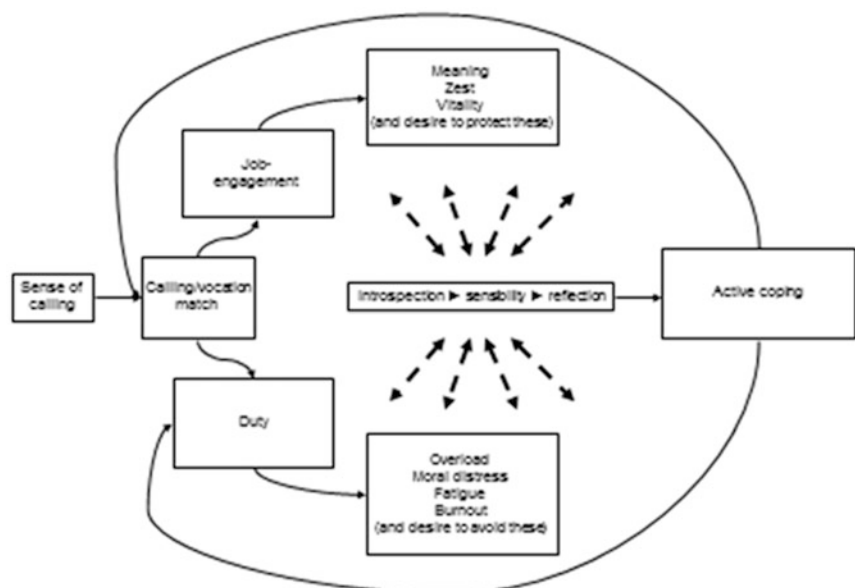 Meaning
Zest
Vitality
(and desire to protect these)
Job-
engagement
Sense of
calling
Calling/vocation
match
Introspection ► sensibility ► reflection
Active coping
Duty
Overload
Moral distress
Fatigue
Burnout
(and desire to avoid these)